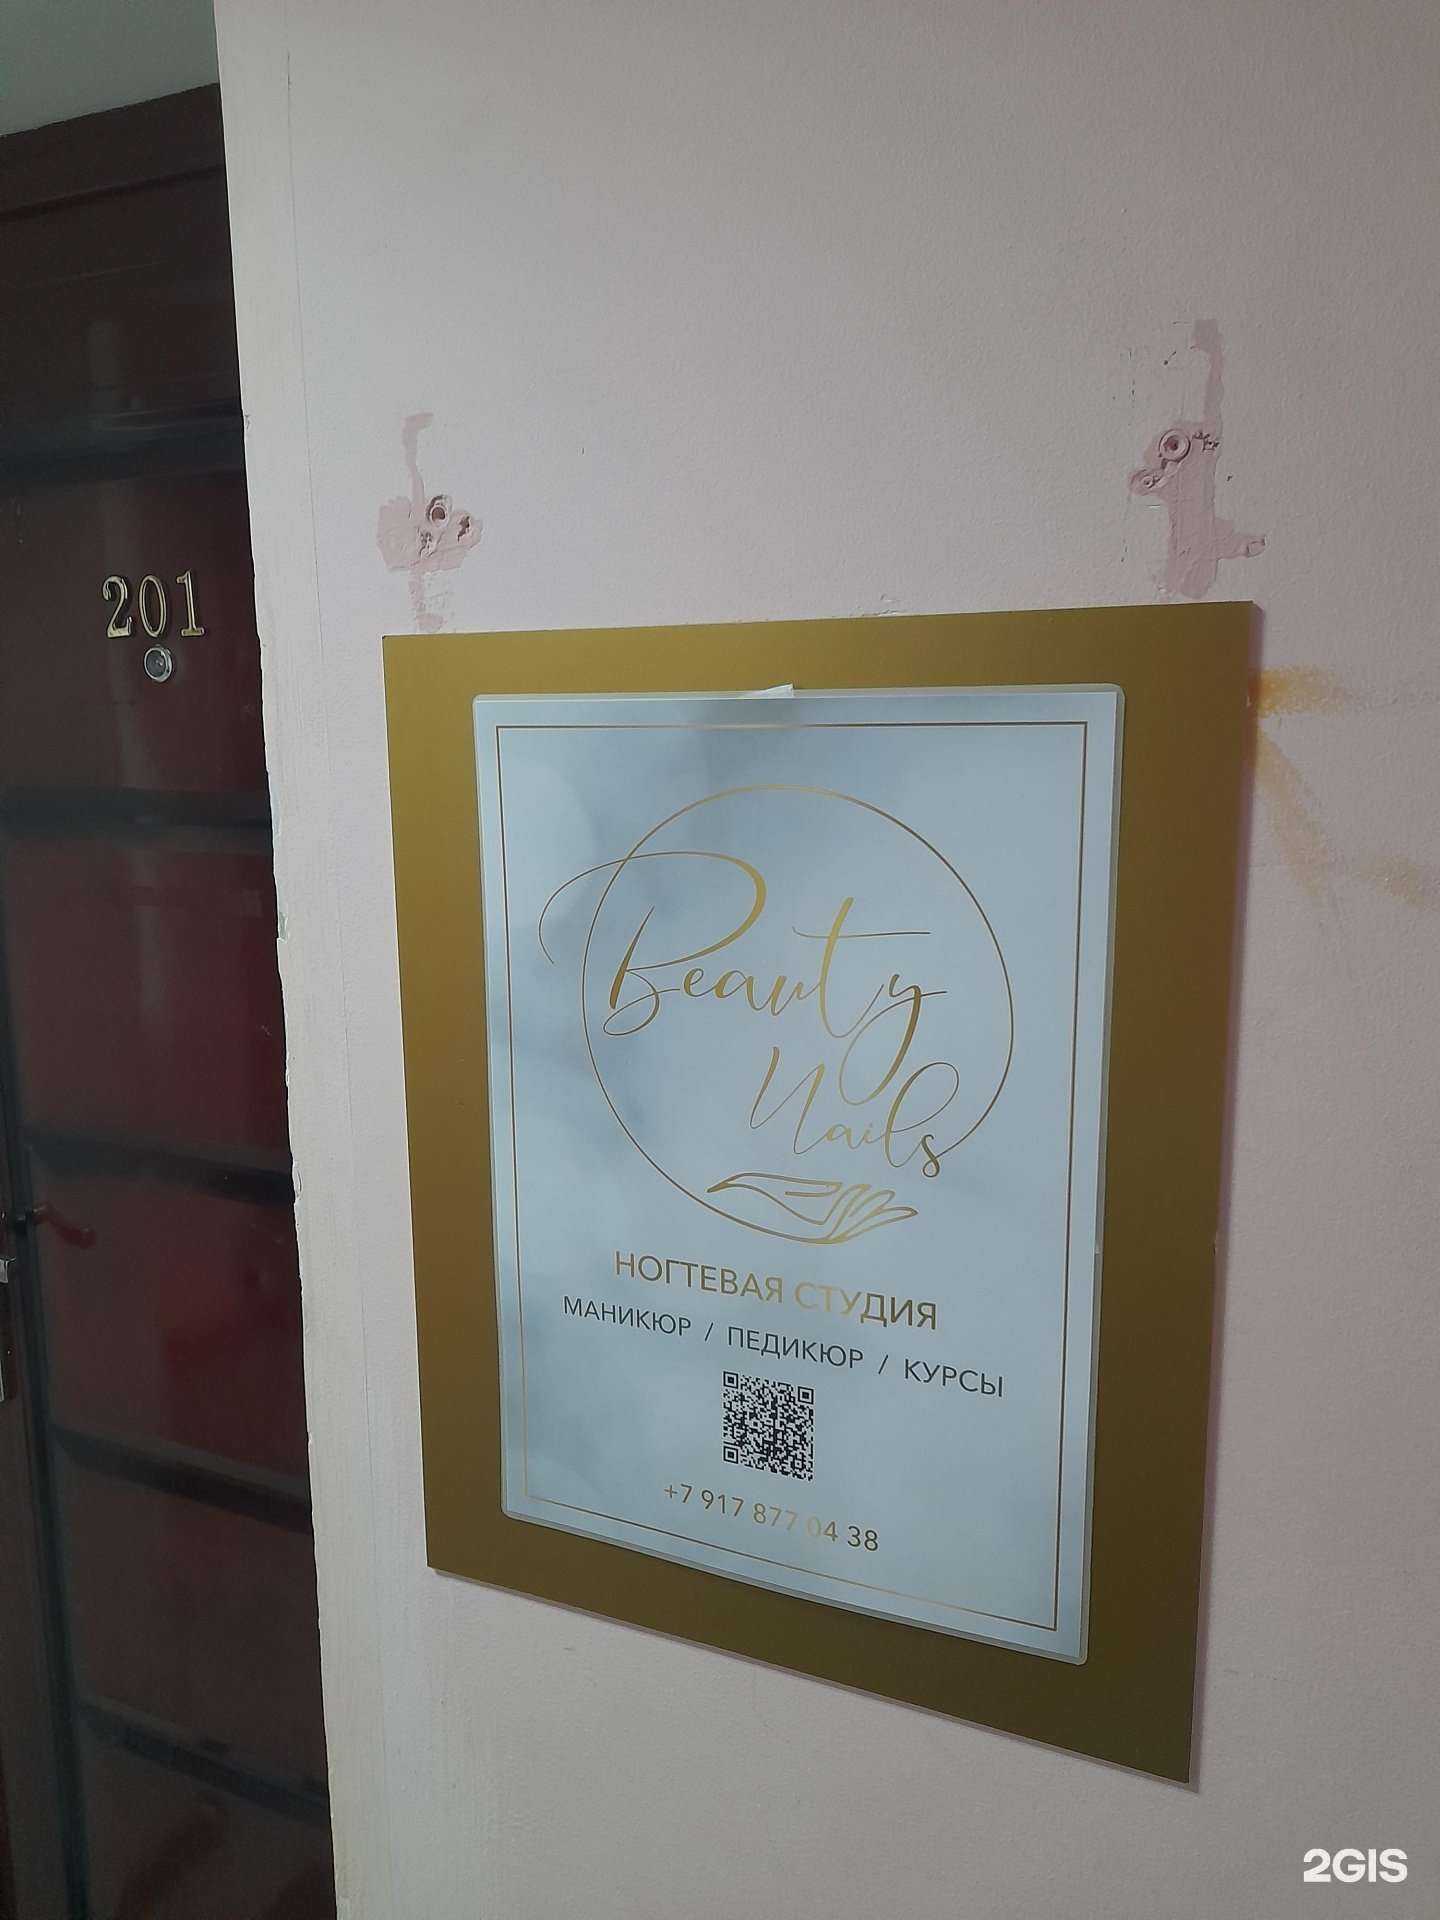 201
Beauty
Nails
НОГТЕВАЯ СТУДИЯ
МАНИКЮР / ПЕДИКЮР / КУРСЫ
+7 917 877 04 38
2GIS